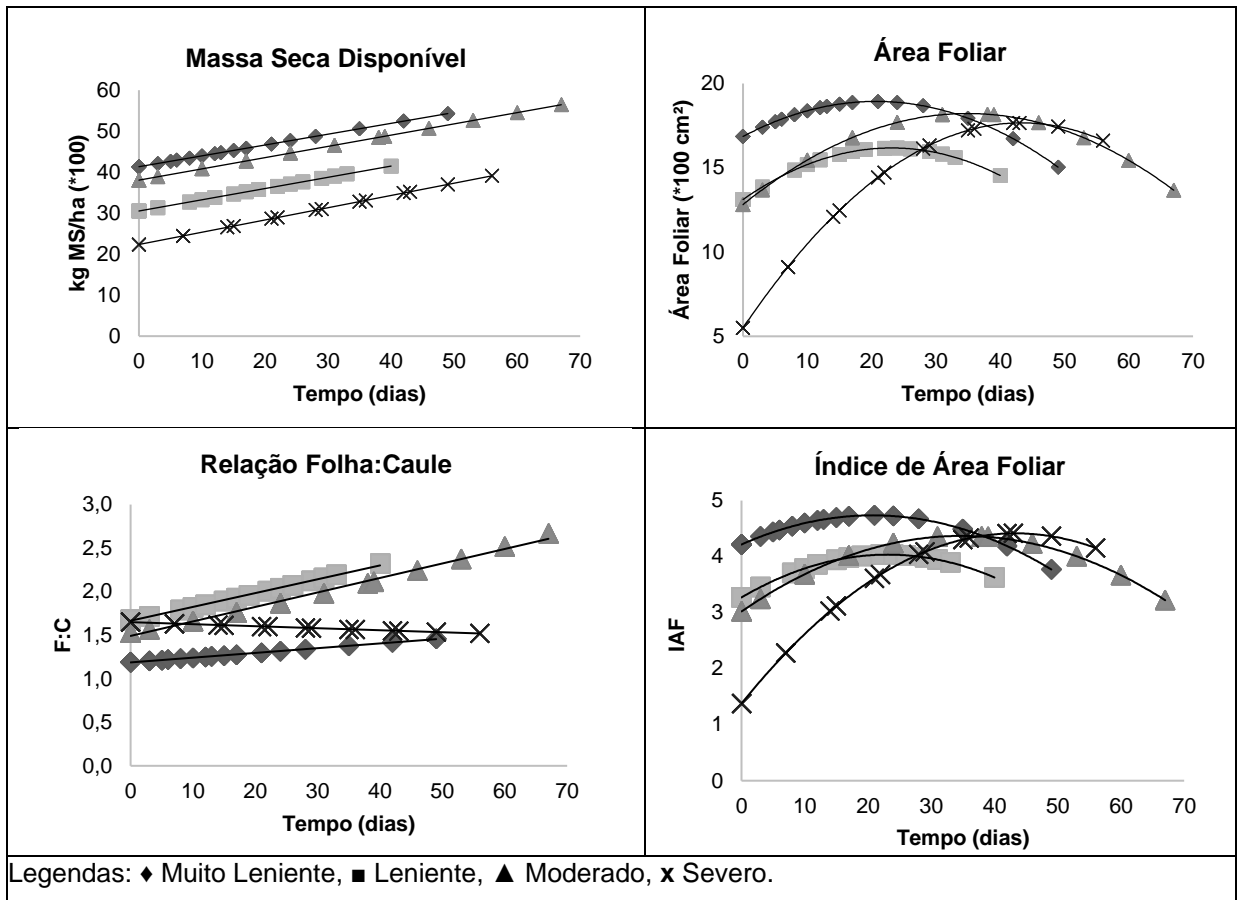 Massa Seca Disponível
60
50
40
30
20
10
0
kg MS/ha (*100)
0 10 20 30 40 50 60 70
Tempo (dias)
Área Foliar
20
15
10
5
Área Foliar (*100 cm²)
0 10 20 30 40 50 60 70
Tempo (dias)
Relação Folha:Caule
3,0
2,5
2,0
1,5
1,0
0,5
0,0
F:C
0 10 20 30 40 50 60 70
Tempo (dias)
Índice de Área Foliar
5
4
3
2
1
0
IAF
0 10 20 30 40 50 60 70
Tempo (dias)
Legendas: ♦ Muito Leniente, ■ Leniente, ▲ Moderado, x Severo.